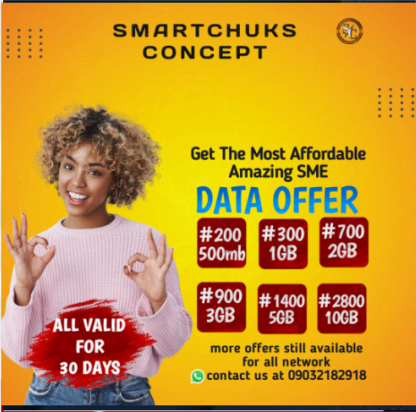 SMARTCHUKS
CONCEPT
Get The Most Affordable
Amazing SME
DATA OFFER
#200
500mb
#300
1GB
#700
2GB
#900
3GB
#1400
5GB
#2800
10GB
ALL VALID
FOR
30 DAYS
more offers still available
for all network
contact us at 09032182918